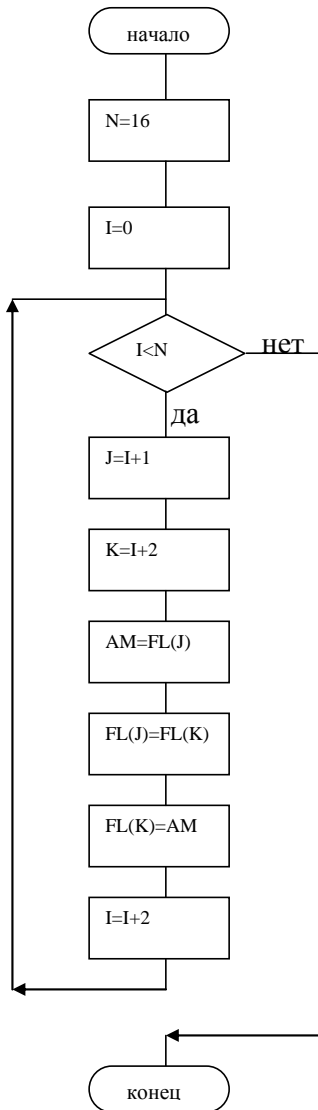 начало
N=16
I=0
I<N
нет
да
J=I+1
K=I+2
AM=FL(J)
FL(J)=FL(K)
FL(K)=AM
I=I+2
конец